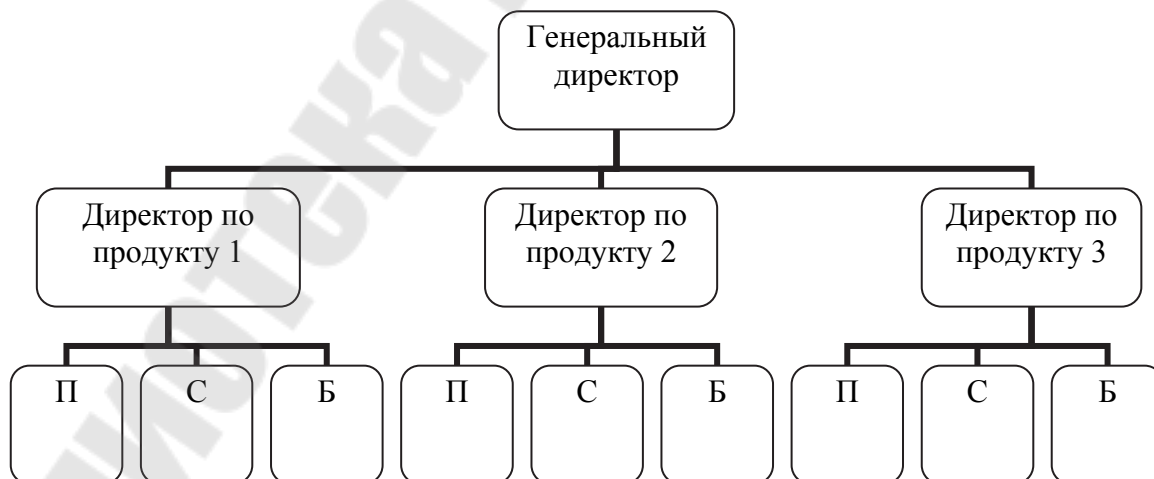 Генеральный
директор
Директор по
продукту 1
Директор по
продукту 2
Директор по
продукту 3
П
С
Б
П
С
Б
П
С
Б